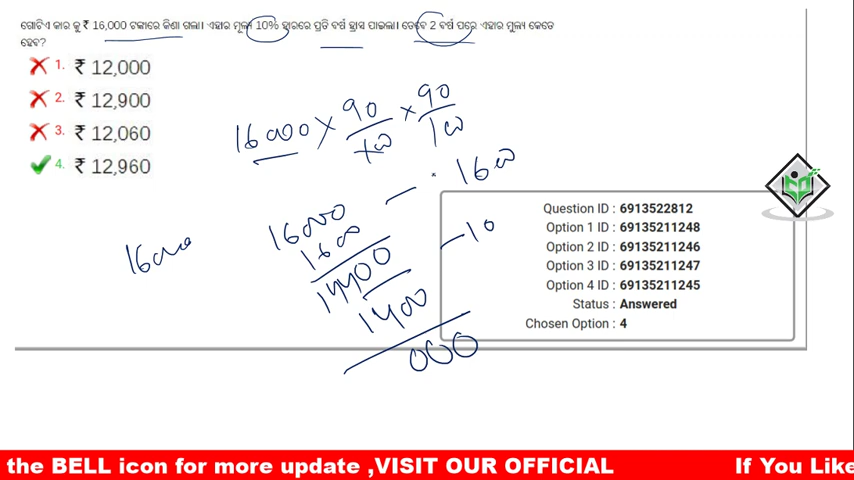 ଗୋଟିଏ କାର କୁ ₹ 16,000 ଟଙ୍କାରେ କିଣା ଗଲା। ଏହାର ମୂଲ୍ୟ 10% ହାରରେ ପ୍ରତି ବର୍ଷ ହ୍ରାସ ପାଇଲା। ତେବେ 2 ବର୍ଷ ପରେ ଏହାର ମୂଲ୍ୟ କେତେ
ହେବ?
1. ₹ 12,000
2. ₹ 12,900
3. ₹ 12,060
4. ₹ 12,960
16000 × 90/100 × 90/100
16000
16000
1600
14400
1400
000
— 1600
— 10
Question ID : 6913522812
Option 1 ID : 69135211248
Option 2 ID : 69135211246
Option 3 ID : 69135211247
Option 4 ID : 69135211245
Status : Answered
Chosen Option : 4
the BELL icon for more update ,VISIT OUR OFFICIAL If You Like